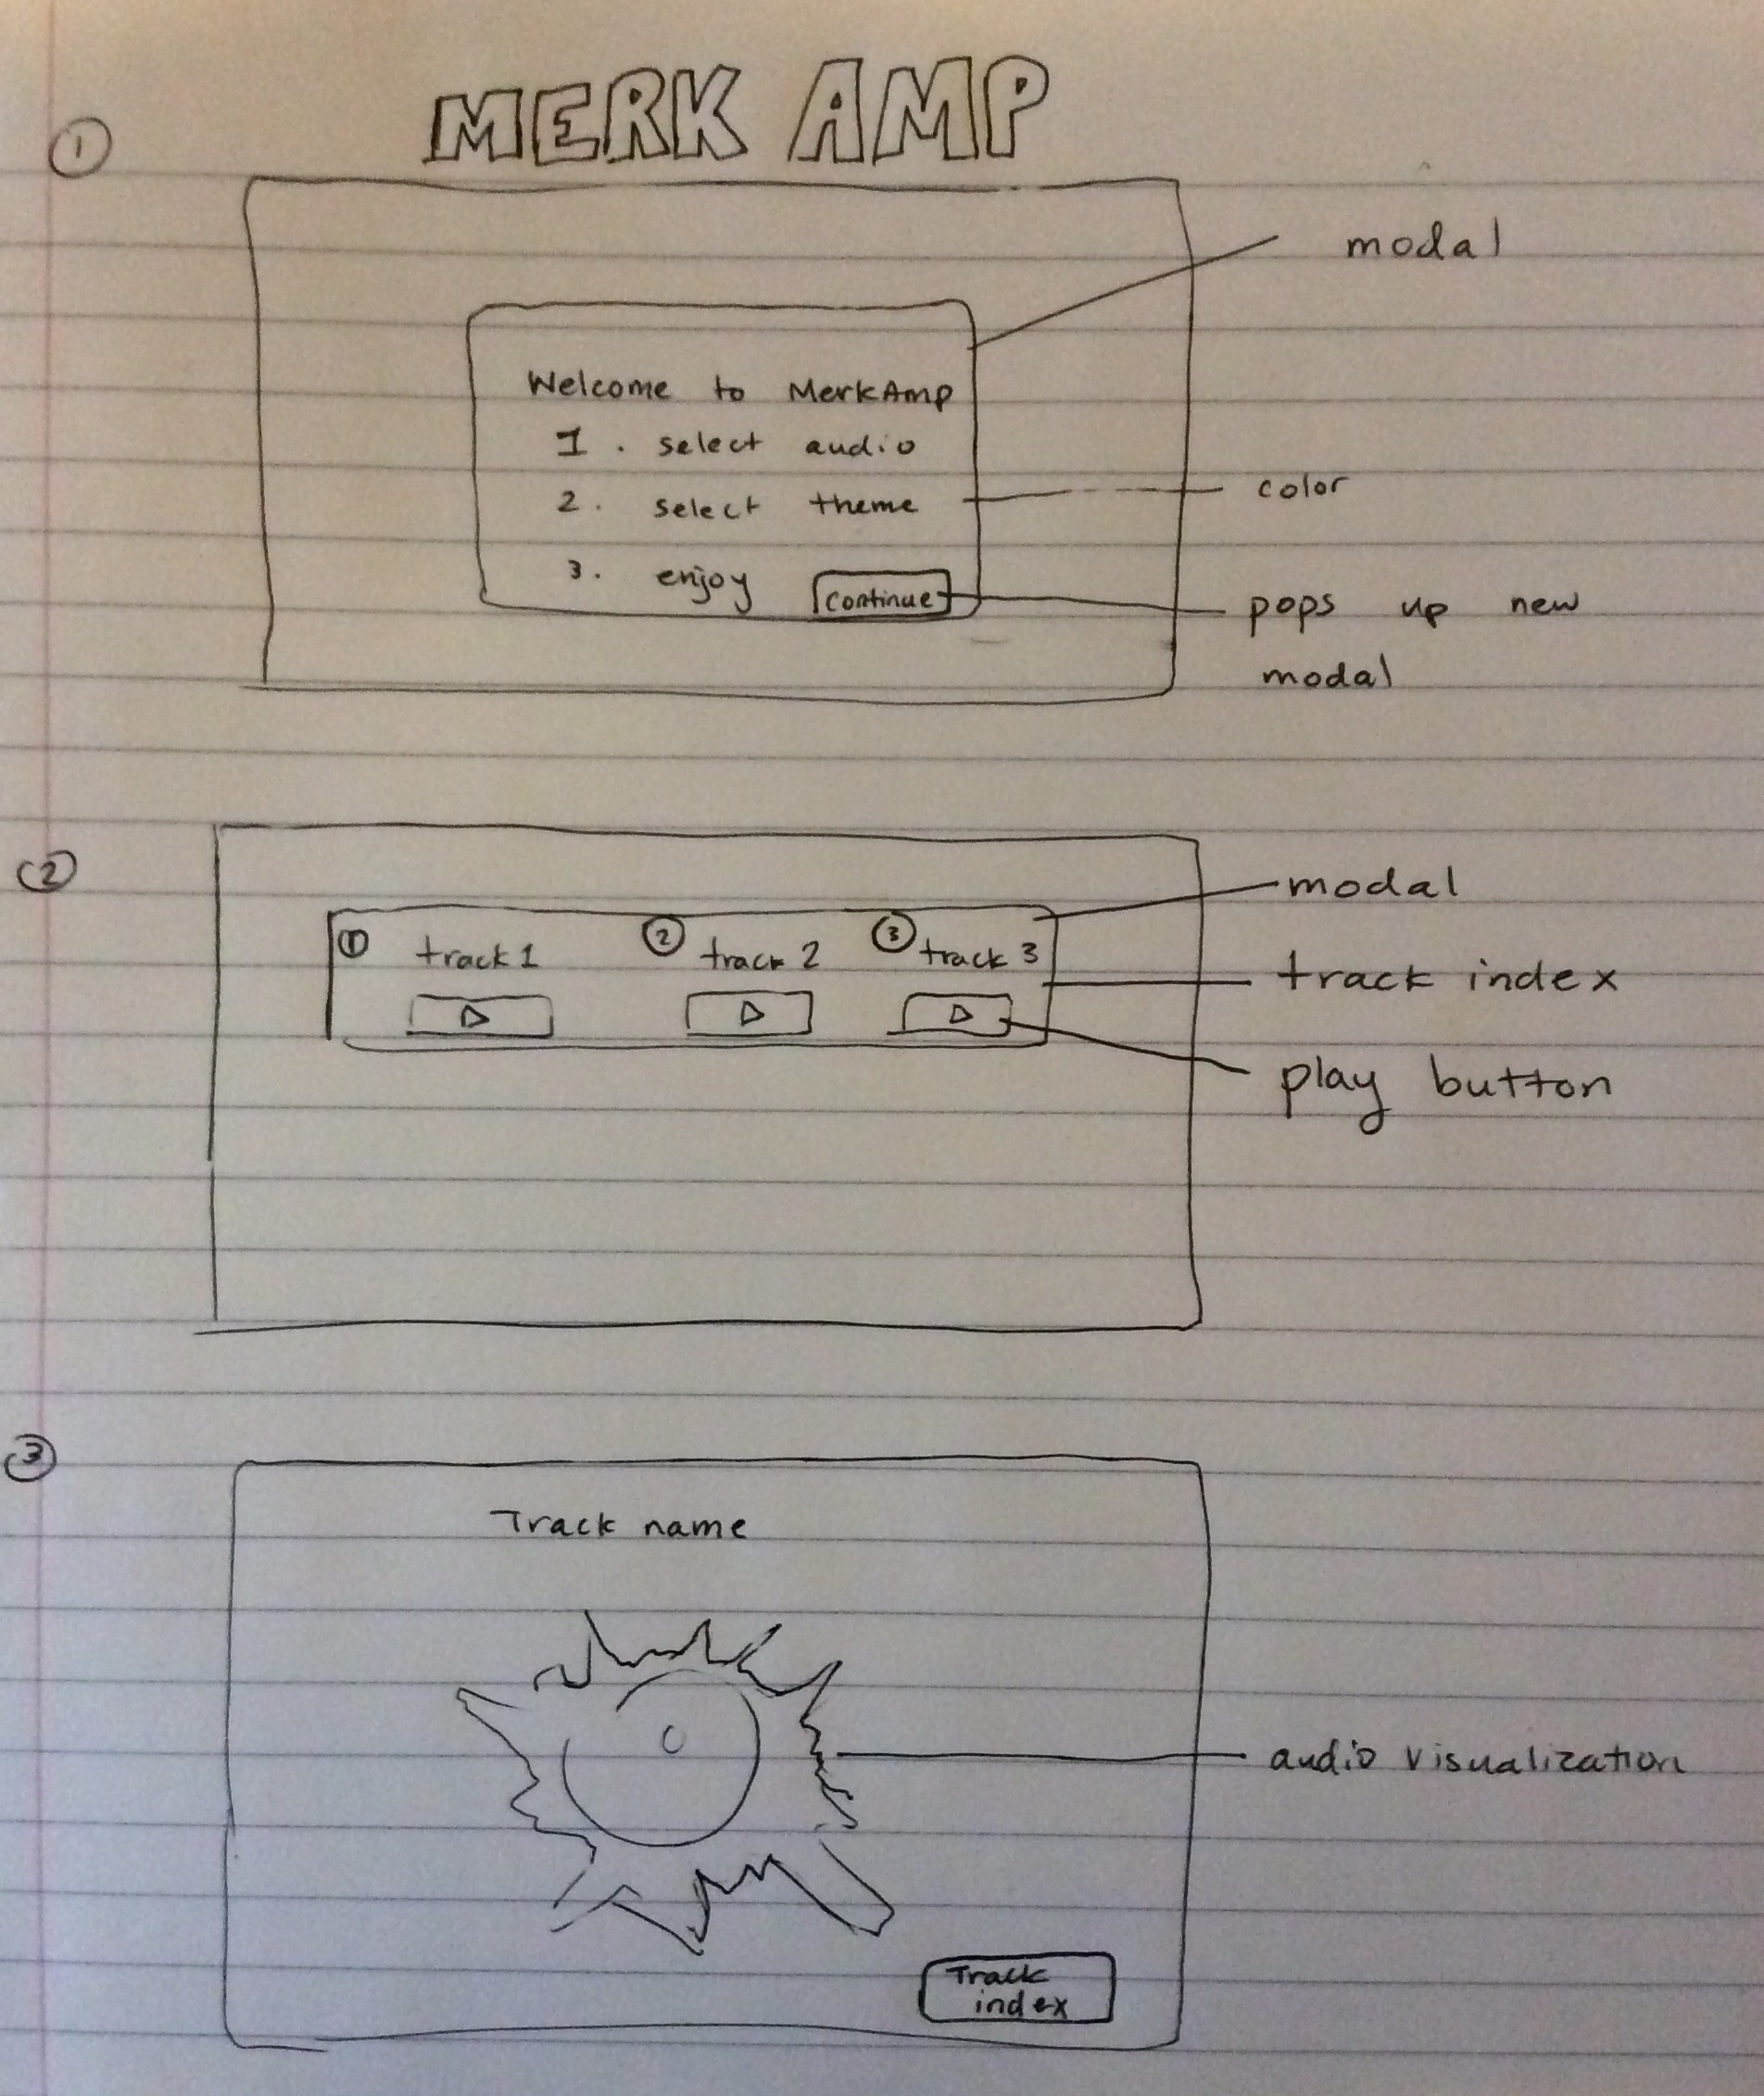 MERK AMP
1
modal
Welcome to MerkAmp
1. select audio
2. select theme
color
3. enjoy
continue
pops up new
modal
2
modal
1 track 1
2 track 2
3 track 3
track index
play button
3
Track name
audio visualization
Track
index